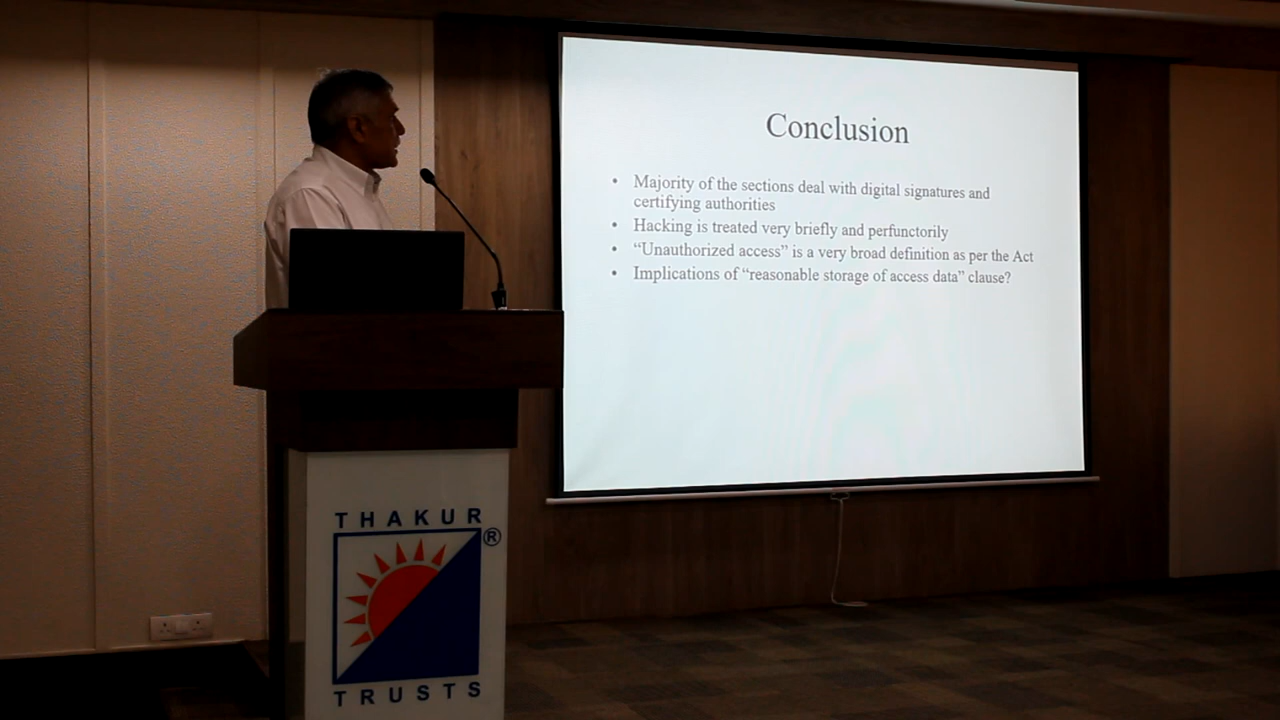 Conclusion
• Majority of the sections deal with digital signatures and
certifying authorities
• Hacking is treated very briefly and perfunctorily
• “Unauthorized access” is a very broad definition as per the Act
• Implications of “reasonable storage of access data” clause?
THAKUR
®
TRUSTS